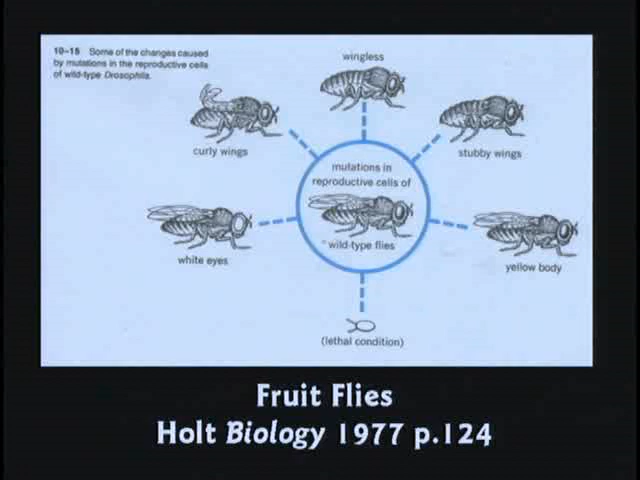 10-15 Some of the changes caused
by mutations in the reproductive cells
of wild-type Drosophila.
wingless
curly wings
stubby wings
mutations in
reproductive cells of
wild-type flies
white eyes
yellow body
(lethal condition)
Fruit Flies
Holt Biology 1977 p.124